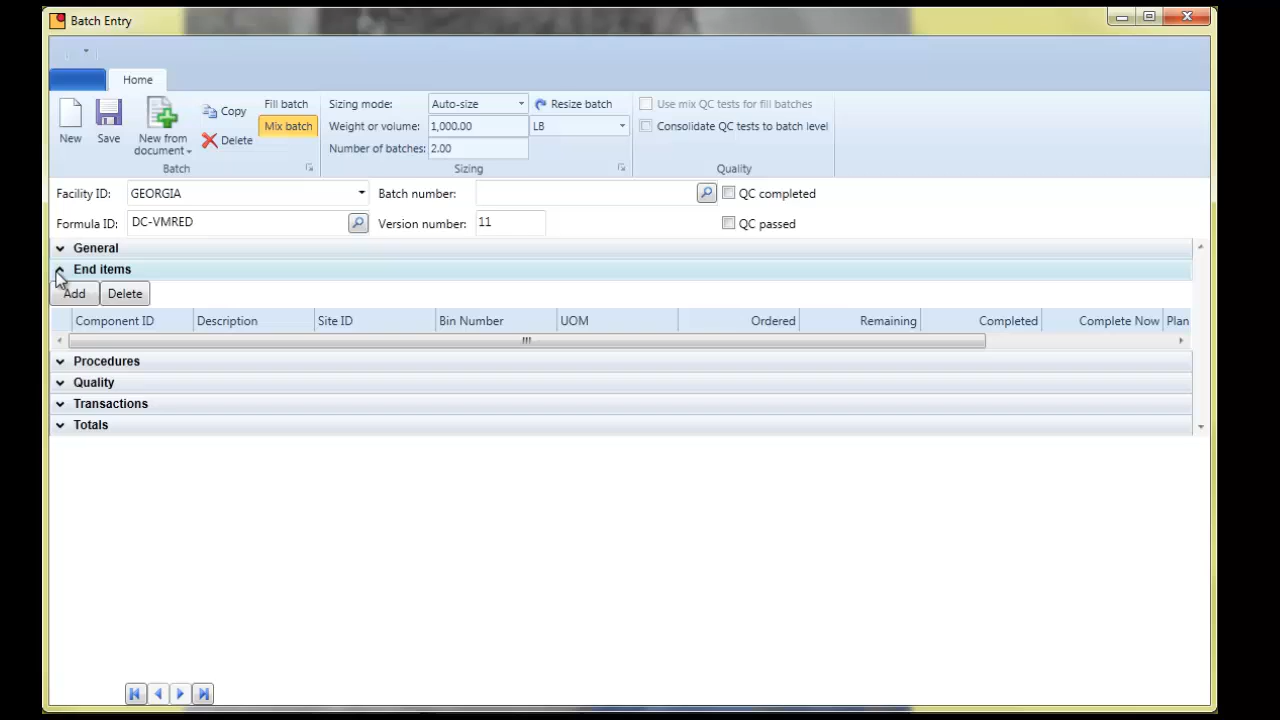 Batch Entry
Home
New
Save
New from document
Copy
Delete
Fill batch
Mix batch
Batch
Sizing mode: Auto-size Resize batch
Weight or volume: 1,000.00 LB
Number of batches: 2.00
Sizing
Use mix QC tests for fill batches
Consolidate QC tests to batch level
Quality
Facility ID: GEORGIA Batch number: QC completed
Formula ID: DC-VMRED Version number: 11 QC passed
General
End items
Add Delete
Component ID Description Site ID Bin Number UOM Ordered Remaining Completed Complete Now Plan
Procedures
Quality
Transactions
Totals